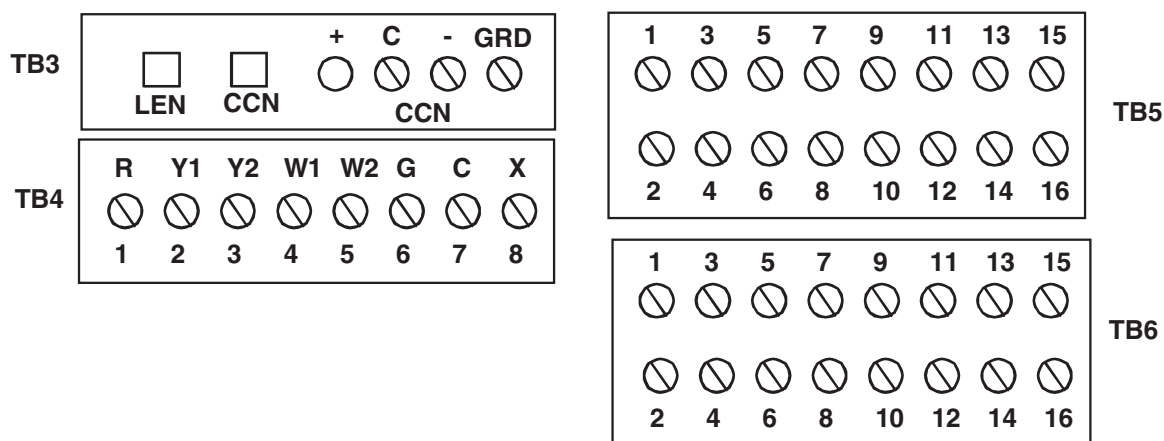 TB3
+ C - GRD
LEN CCN
CCN
TB4
R Y1 Y2 W1 W2 G C X
1 2 3 4 5 6 7 8
1 3 5 7 9 11 13 15
TB5
2 4 6 8 10 12 14 16
1 3 5 7 9 11 13 15
TB6
2 4 6 8 10 12 14 16